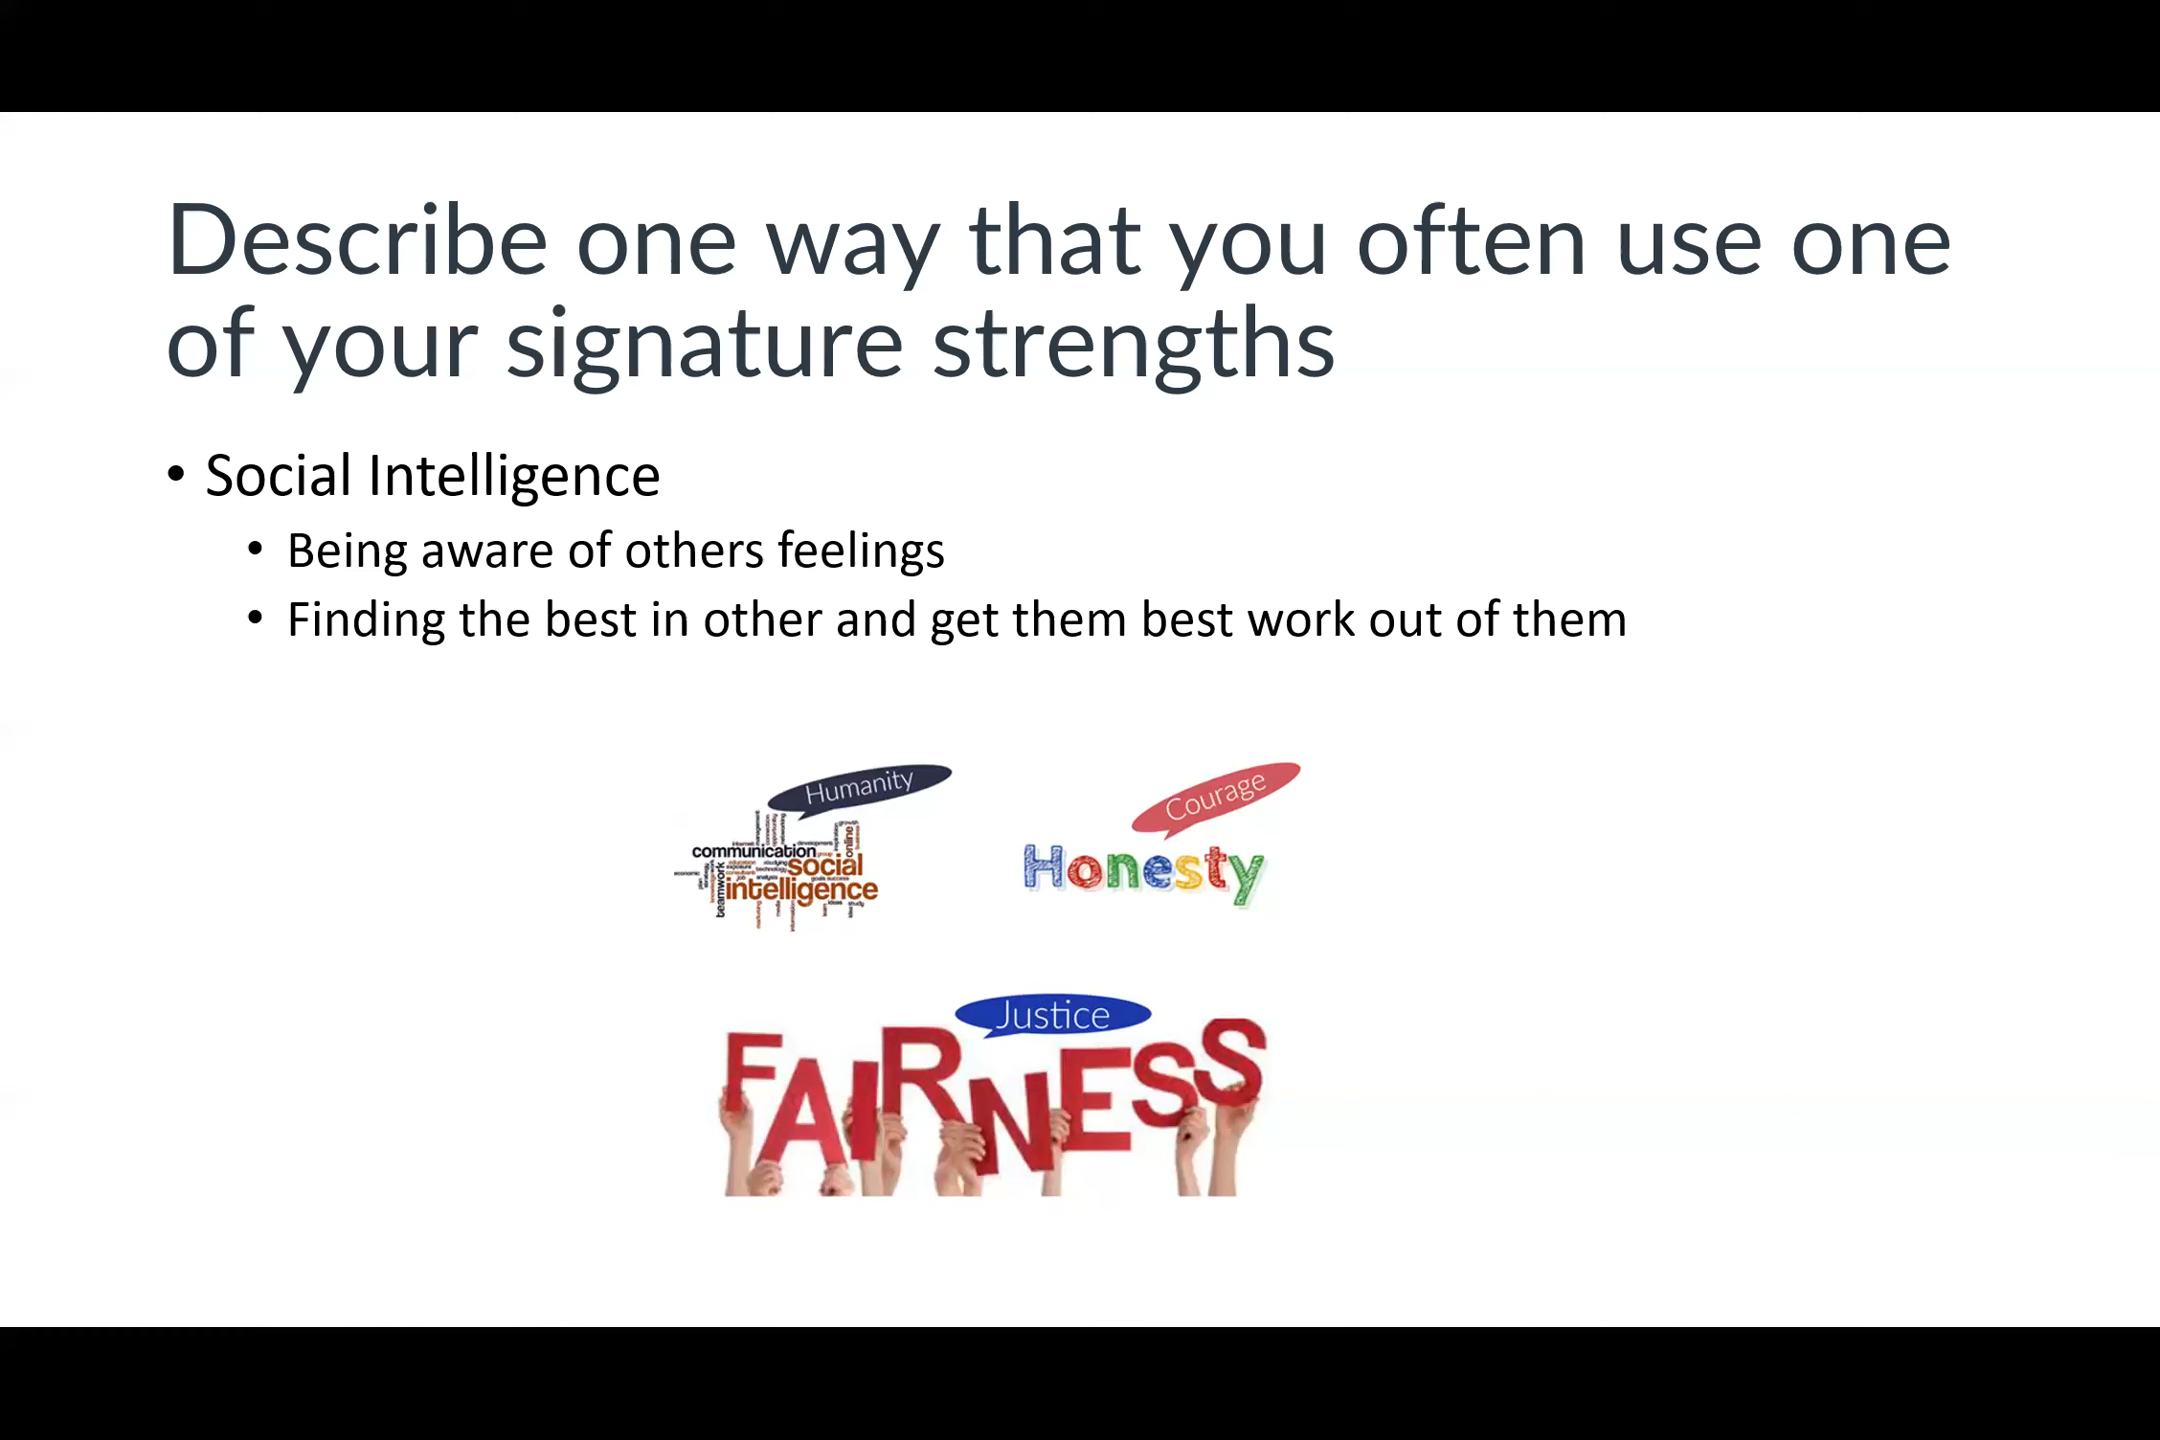 Describe one way that you often use one
of your signature strengths
• Social Intelligence
• Being aware of others feelings
• Finding the best in other and get them best work out of them
Humanity
communication
social
intelligence
teamwork
online
Courage
Honesty
Justice
FAIRNESS